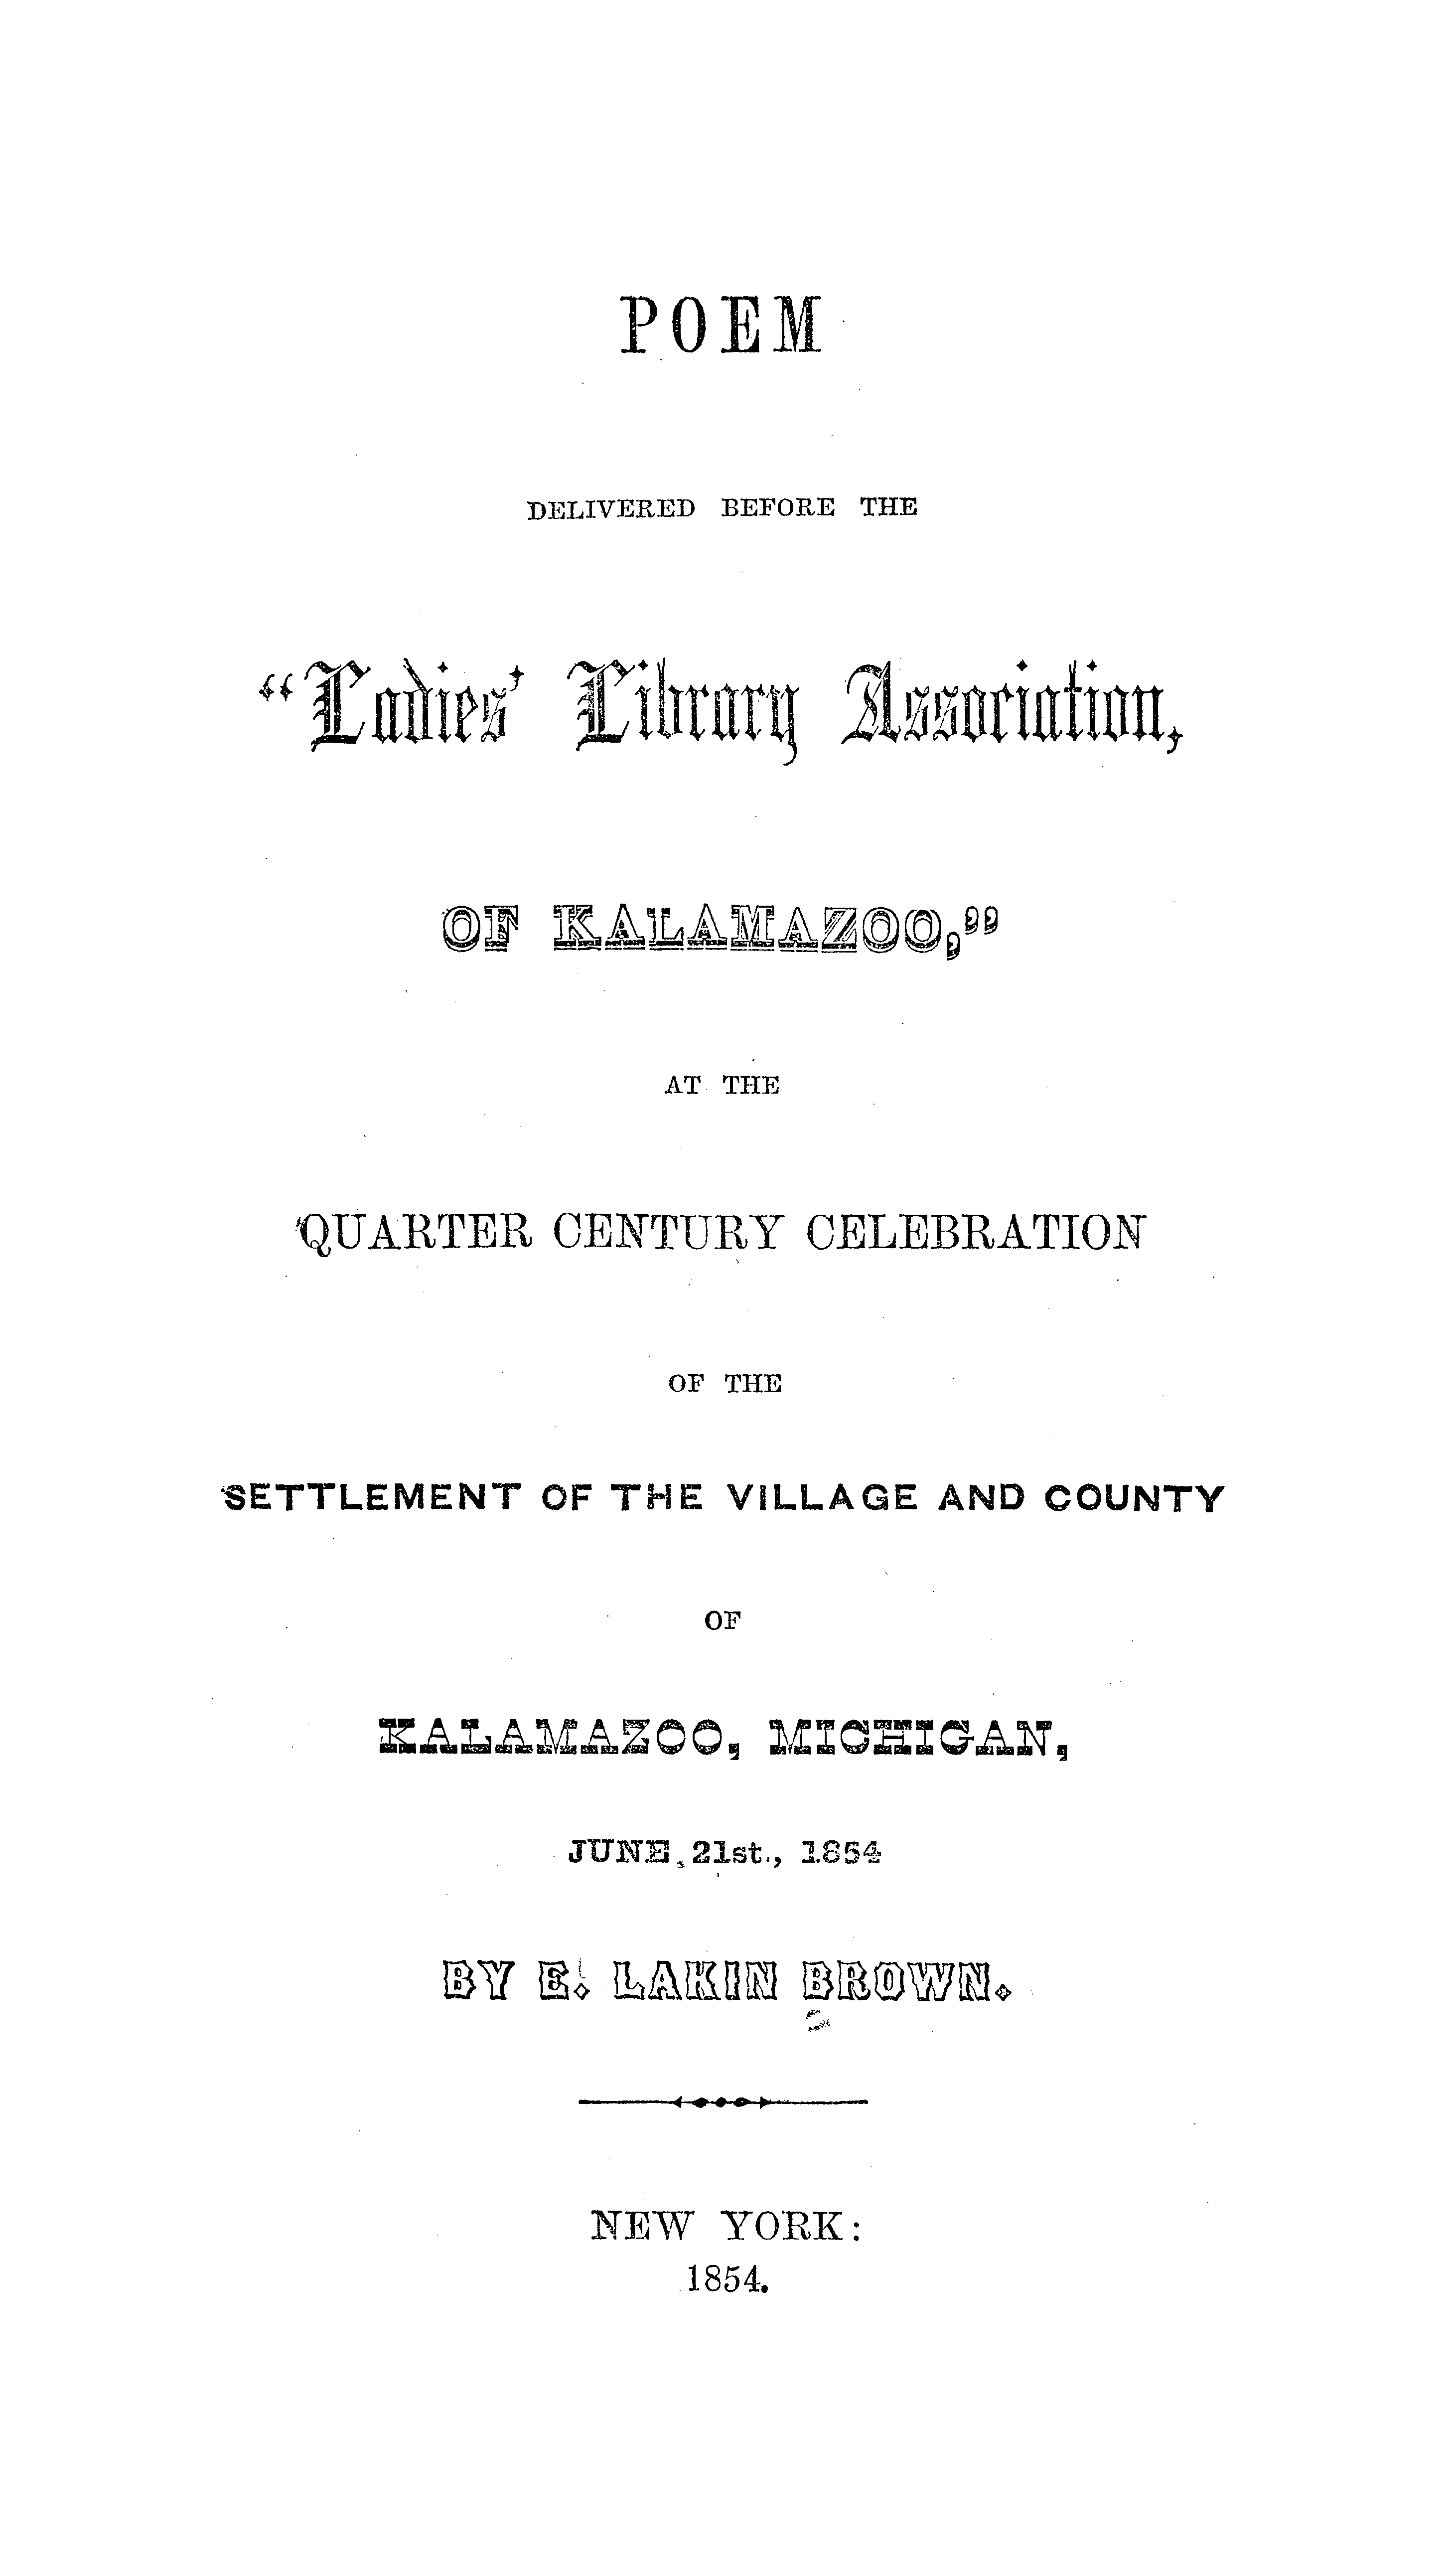 POEM
DELIVERED BEFORE THE
“Ladies’ Library Association,
OF KALAMAZOO,”
AT THE
QUARTER CENTURY CELEBRATION
OF THE
SETTLEMENT OF THE VILLAGE AND COUNTY
OF
KALAMAZOO, MICHIGAN,
JUNE 21st., 1854
BY E. LAKIN BROWN.
NEW YORK:
1854.